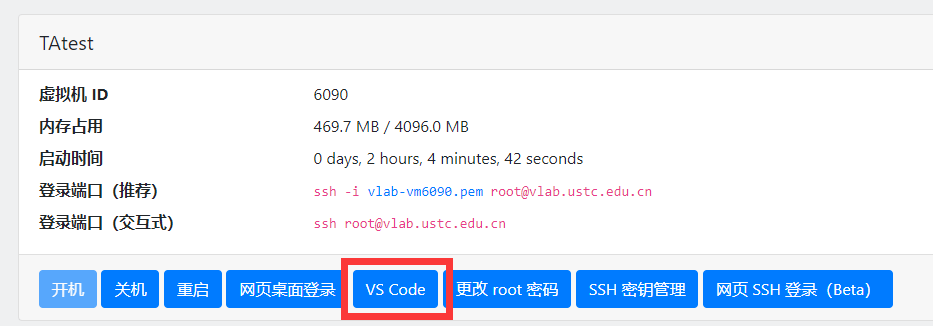 TAtest
虚拟机 ID 6090
内存占用 469.7 MB / 4096.0 MB
启动时间 0 days, 2 hours, 4 minutes, 42 seconds
登录端口（推荐） ssh -i vlab-vm6090.pem root@vlab.ustc.edu.cn
登录端口（交互式） ssh root@vlab.ustc.edu.cn
开机 关机 重启 网页桌面登录 VS Code 更改 root 密码 SSH 密钥管理 网页 SSH 登录（Beta）